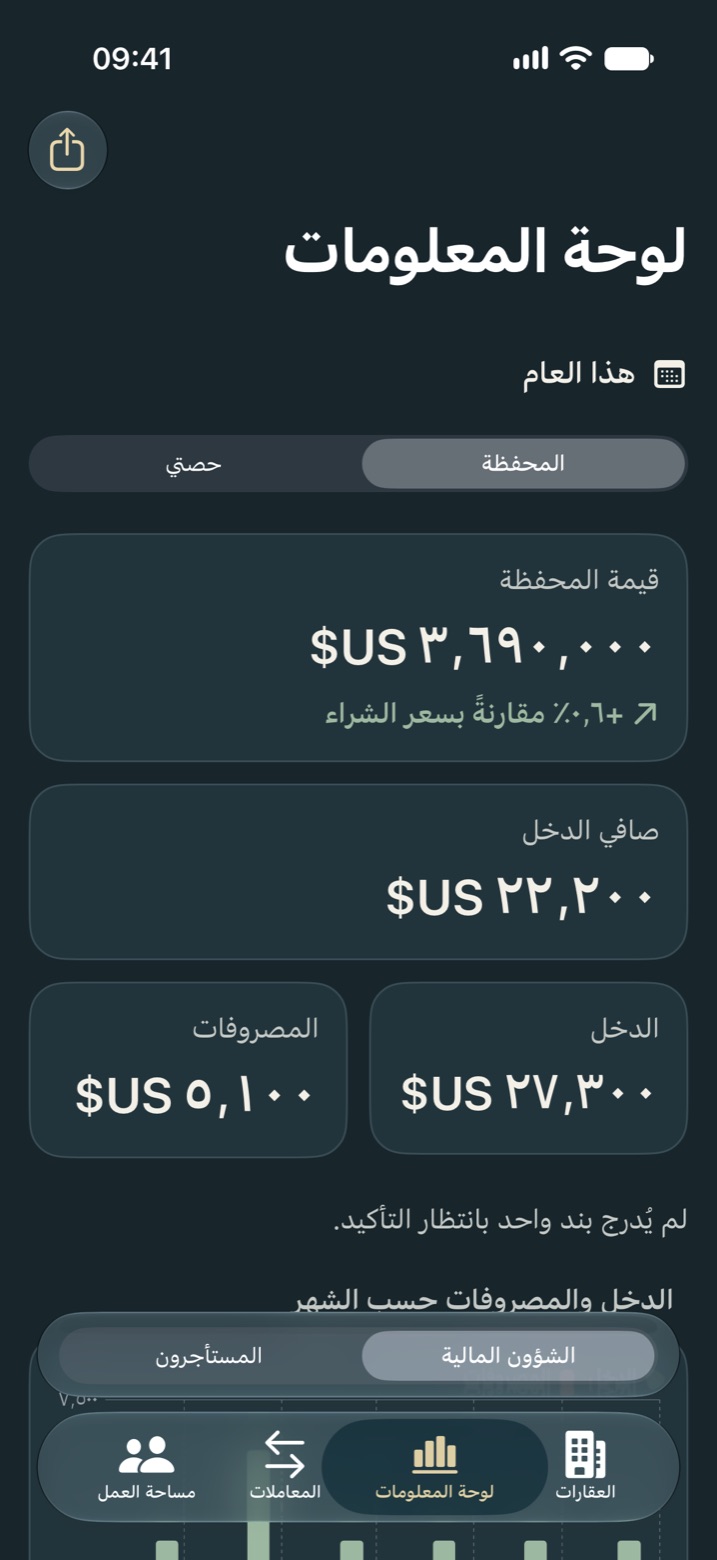 09:41
لوحة المعلومات
هذا العام
المحفظة
حصتي
قيمة المحفظة
٣,٦٩٠,٠٠٠ US$
+٠,٦٪ مقارنةً بسعر الشراء
صافي الدخل
٢٢,٢٠٠ US$
الدخل
المصروفات
٢٧,٣٠٠ US$
٥,١٠٠ US$
لم يُدرج بند واحد بانتظار التأكيد.
الدخل والمصروفات حسب الشهر
الشؤون المالية
المستأجرون
٧,٥٠٠
العقارات
لوحة المعلومات
المعاملات
مساحة العمل